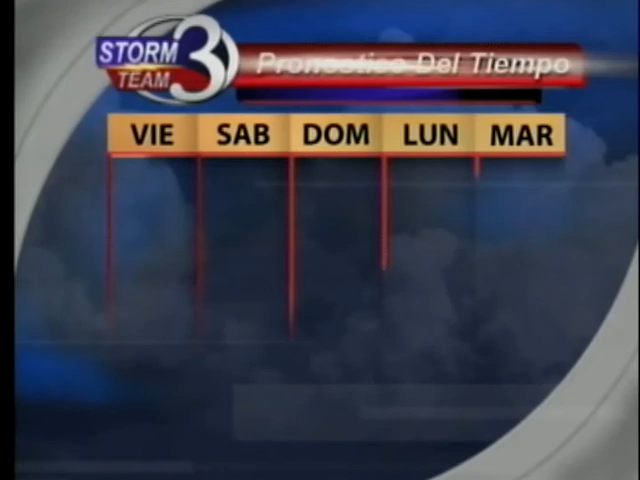 STORM
TEAM
3
Pronostico Del Tiempo
VIE SAB DOM LUN MAR